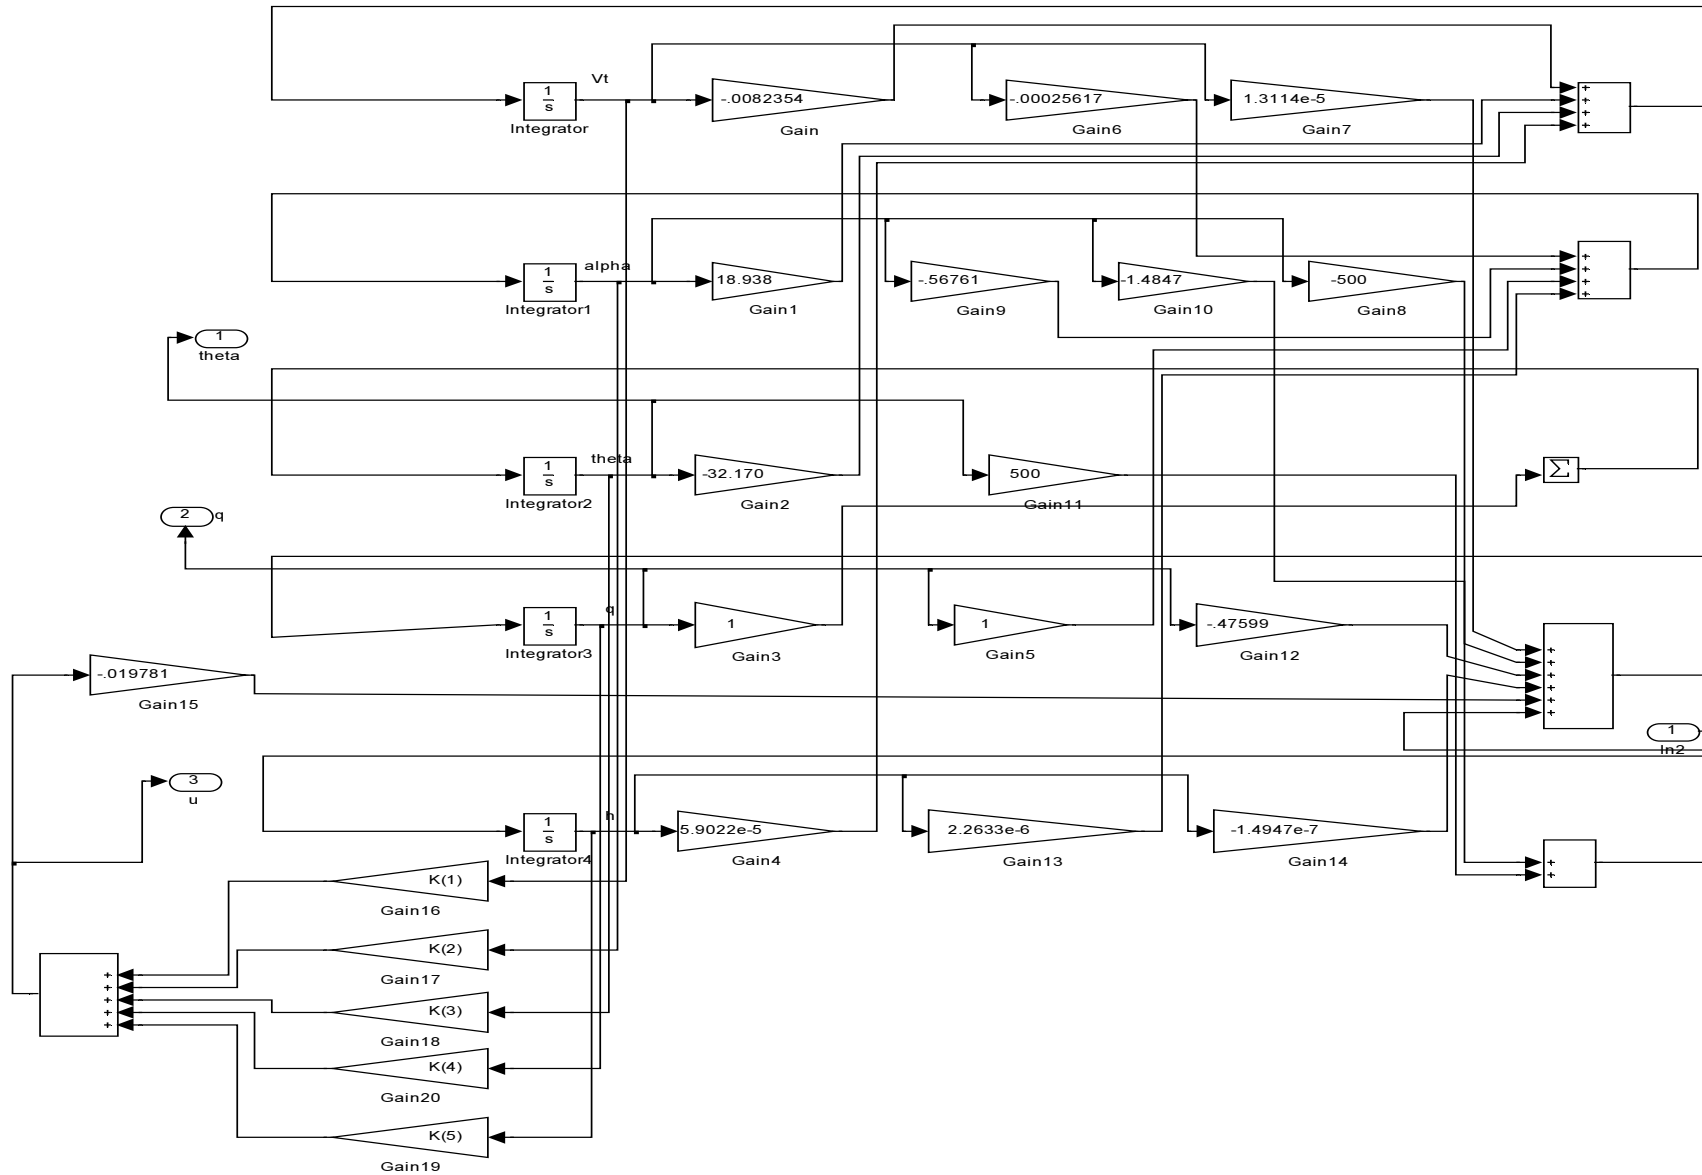 Vt
1
s
Integrator
-.0082354
Gain
-.00025617
Gain6
1.3114e-5
Gain7
+
+
+
+
alpha
1
s
Integrator1
18.938
Gain1
-.56761
Gain9
-1.4847
Gain10
-500
Gain8
+
+
+
+
1
theta
theta
1
s
Integrator2
-32.170
Gain2
500
Gain11
Σ
2
q
q
1
s
Integrator3
1
Gain3
1
Gain5
-.47599
Gain12
+
+
+
+
+
+
-.019781
Gain15
1
In2
3
u
h
1
s
Integrator4
5.9022e-5
Gain4
2.2633e-6
Gain13
-1.4947e-7
Gain14
+
+
K(1)
Gain16
K(2)
Gain17
K(3)
Gain18
K(4)
Gain20
K(5)
Gain19
+
+
+
+
+